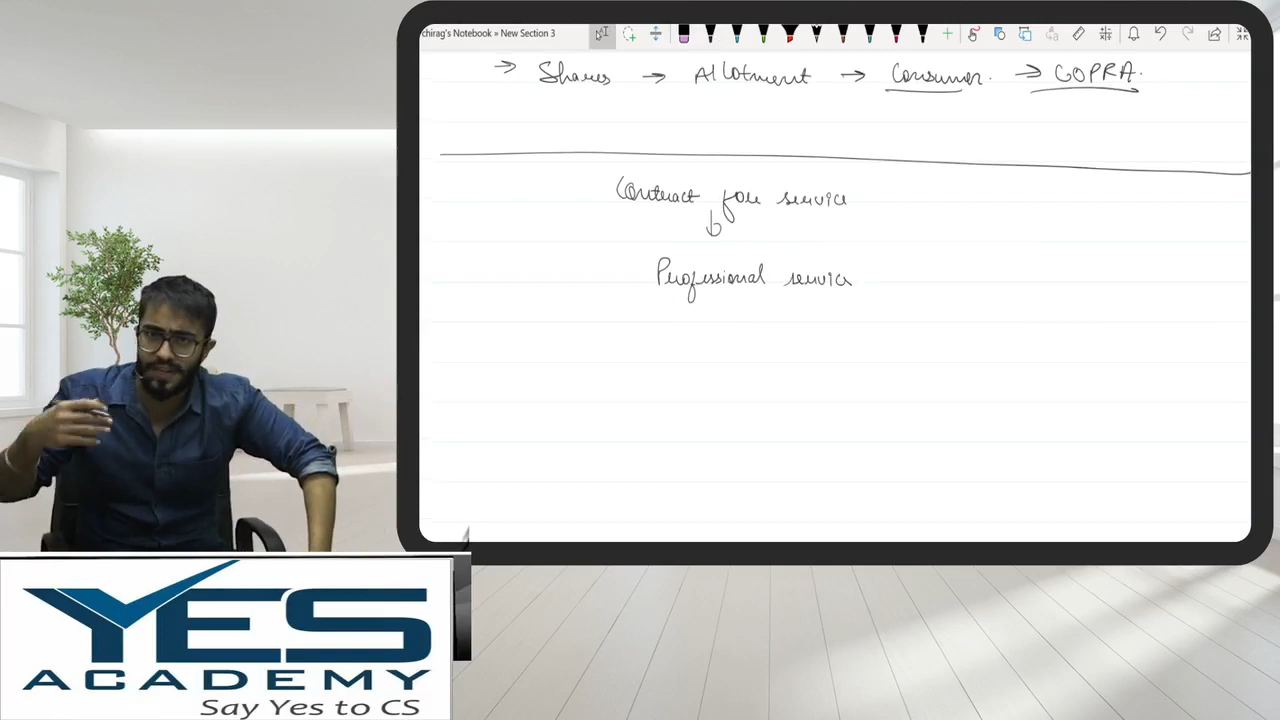 chirag's Notebook » New Section 3
→ Shares → Allotment → Consumer. → COPRA.
Contract for service
Professional service
YES
ACADEMY
Say Yes to CS